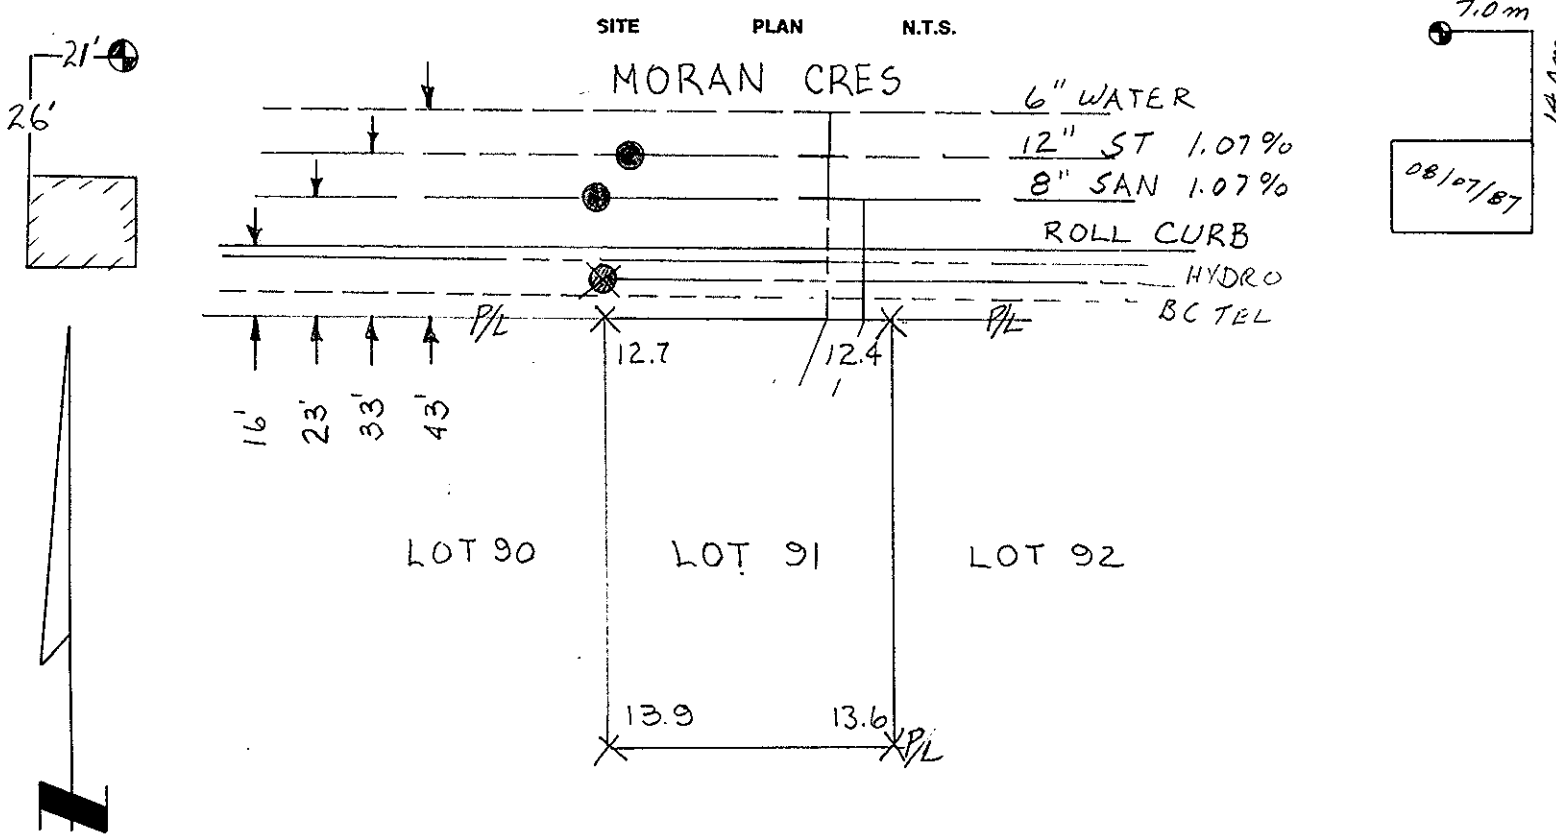 SITE PLAN N.T.S.
7.0 m
21'
26'
14.0m
MORAN CRES
6" WATER
12" ST 1.07%
8" SAN 1.07%
ROLL CURB
HYDRO
BC TEL
08/07/87
P/L
P/L
12.7
12.4
16'
23'
33'
43'
LOT 90
LOT 91
LOT 92
13.9
13.6
P/L
N